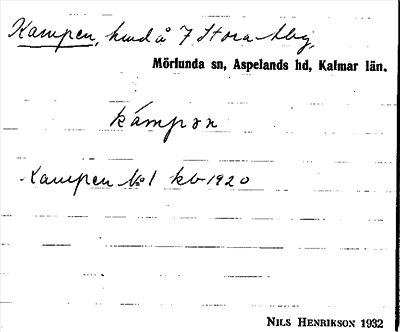 Kampen, hmd å 7 Stora Aby,
Mörlunda sn, Aspelands hd, Kalmar län.
kámpən
Kampen № 1 kb 1920
NILS HENRIKSON 1932